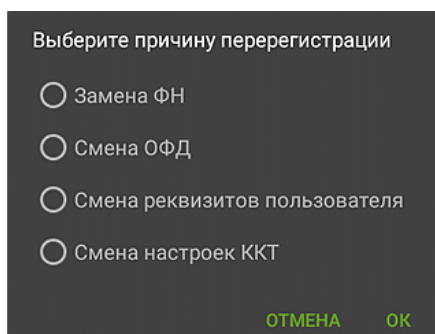 Выберите причину перерегистрации
Замена ФН
Смена ОФД
Смена реквизитов пользователя
Смена настроек ККТ
ОТМЕНА ОК